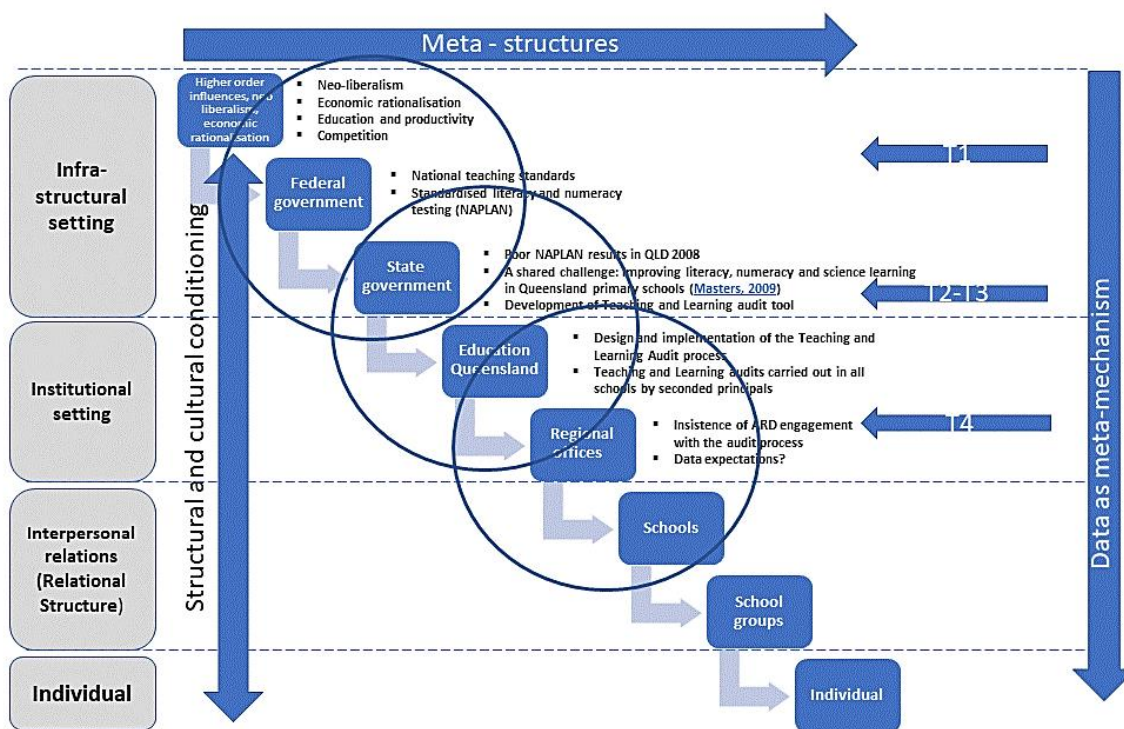 Meta - structures
Higher order
influences, neo
liberalism,
economic
rationalisation
▪ Neo-liberalism
▪ Economic rationalisation
▪ Education and productivity
▪ Competition
T1
Infra-
structural
setting
Federal
government
▪ National teaching standards
▪ Standardised literacy and numeracy
testing (NAPLAN)
State
government
▪ Poor NAPLAN results in QLD 2008
▪ A shared challenge: improving literacy, numeracy and science learning
in Queensland primary schools (Masters, 2009)
▪ Development of Teaching and Learning audit tool
T2-T3
Institutional
setting
Education
Queensland
▪ Design and implementation of the Teaching and
Learning Audit process
▪ Teaching and Learning audits carried out in all
schools by seconded principals
Regional
offices
▪ Insistence of ARD engagement
with the audit process
▪ Data expectations?
T4
Interpersonal
relations
(Relational
Structure)
Schools
School
groups
Individual
Individual
Structural and cultural conditioning
Data as meta-mechanism